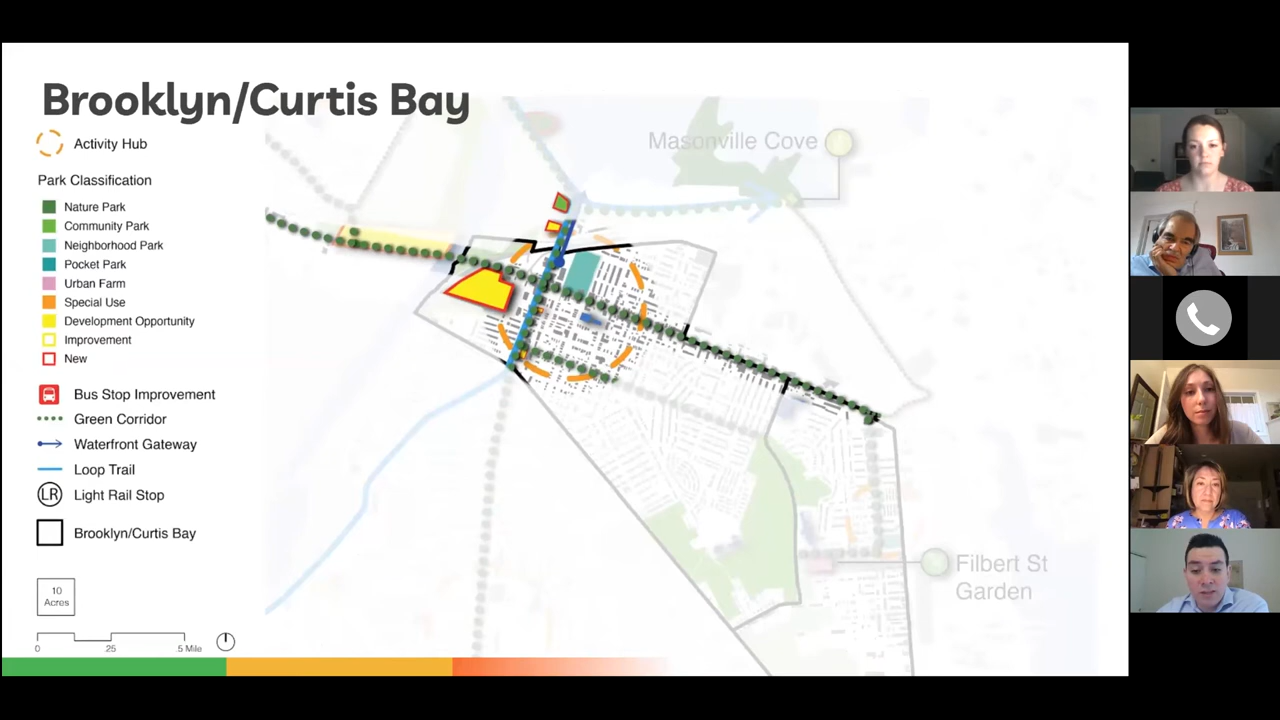 Brooklyn/Curtis Bay
Activity Hub
Park Classification
Nature Park
Community Park
Neighborhood Park
Pocket Park
Urban Farm
Special Use
Development Opportunity
Improvement
New
Bus Stop Improvement
Green Corridor
Waterfront Gateway
Loop Trail
LR Light Rail Stop
Brooklyn/Curtis Bay
10
Acres
0 .25 .5 Mile
Masonville Cove
Filbert St
Garden